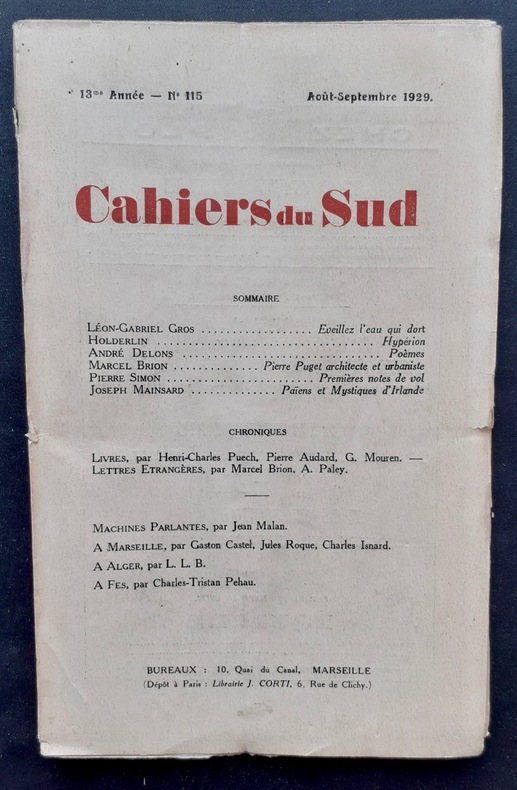 13me Année — No 115 Août-Septembre 1929.
Cahiers du Sud
SOMMAIRE
LÉON-GABRIEL GROS .................. Eveillez l'eau qui dort
HOLDERLIN .................................. Hypérion
ANDRÉ DELONS ................................ Poèmes
MARCEL BRION .............. Pierre Puget architecte et urbaniste
PIERRE SIMON ........................ Premières notes de vol
JOSEPH MAINSARD .............. Païens et Mystiques d'Irlande
CHRONIQUES
LIVRES, par Henri-Charles Puech, Pierre Audard, G. Mouren. —
LETTRES ETRANGÈRES, par Marcel Brion, A. Paley.
MACHINES PARLANTES, par Jean Malan.
A MARSEILLE, par Gaston Castel, Jules Roque, Charles Isnard.
A ALGER, par L. L. B.
A FES, par Charles-Tristan Pehau.
BUREAUX : 10, Quai du Canal, MARSEILLE
(Dépôt à Paris : Librairie J. CORTI, 6, Rue de Clichy.)